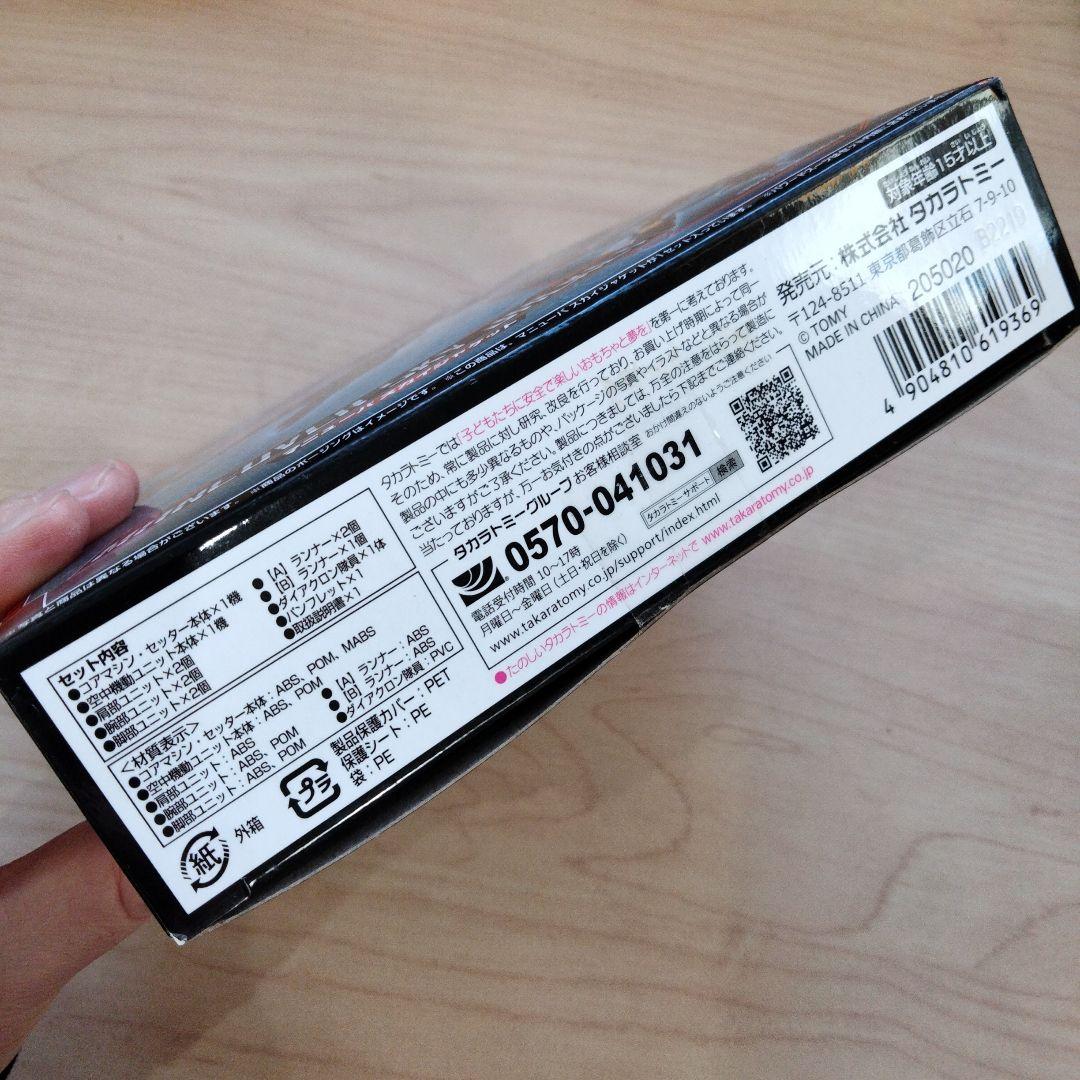 セット内容
●コアマシン・セッター本体×1機
●空中機動ユニット本体×1機
●肩部ユニット×2個
●腕部ユニット×2個
●脚部ユニット×2個
●[A] ランナー×2個
●[B] ランナー×1個
●ダイアクロン隊員×1体
●パンフレット×1
●取扱説明書×1
<材質表示>
●コアマシン・セッター本体：ABS、POM、MABS
●空中機動ユニット本体：ABS、POM
●肩部ユニット：ABS
●腕部ユニット：ABS、POM
●脚部ユニット：ABS、POM
●[A] ランナー：ABS
●[B] ランナー：ABS
●ダイアクロン隊員：PVC
紙
外箱
プラ
製品保護カバー：PET
保護シート：PE
袋：PE
タカラトミーでは「子どもたちに安全で楽しいおもちゃと夢を」を第一に考えております。
そのため、常に製品に対し研究、改良を行っており、お買い上げ時期によって同一
製品の中にも多少異なるものや、パッケージの写真やイラストなどと異なる場合が
ございますがご了承ください。製品につきましては、万全の注意をはらって製造に
当たっておりますが、万一お気付きの点がございましたら下記までご連絡ください。
タカラトミーグループお客様相談室 おかけ間違えのないようご注意ください
0570-041031
電話受付時間 10〜17時
月曜日〜金曜日 (土・日・祝日を除く)
タカラトミーサポート 検索
www.takaratomy.co.jp/support/index.html
●たのしいタカラトミーの情報はインターネットで www.takaratomy.co.jp
対象年齢15才以上
発売元：株式会社 タカラトミー
〒124-8511 東京都葛飾区立石 7-9-10
© TOMY
MADE IN CHINA 205020 B2219
4 904810 619369